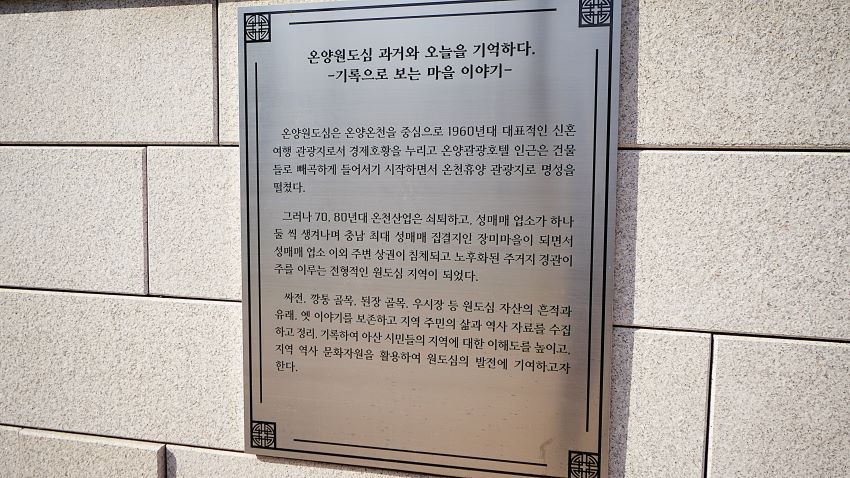 온양원도심 과거와 오늘을 기억하다.
-기록으로 보는 마을 이야기-
온양원도심은 온양온천을 중심으로 1960년대 대표적인 신혼
여행 관광지로서 경제호황을 누리고 온양관광호텔 인근은 건물
들로 빼곡하게 들어서기 시작하면서 온천휴양 관광지로 명성을
떨쳤다.
그러나 70, 80년대 온천산업은 쇠퇴하고, 성매매 업소가 하나
둘 씩 생겨나며 충남 최대 성매매 집결지인 장미마을이 되면서
성매매 업소 이외 주변 상권이 침체되고 노후화된 주거지 경관이
주를 이루는 전형적인 원도심 지역이 되었다.
싸전, 깡통 골목, 된장 골목, 우시장 등 원도심 자산의 흔적과
유래, 옛 이야기를 보존하고 지역 주민의 삶과 역사 자료를 수집
하고 정리, 기록하여 아산 시민들의 지역에 대한 이해도를 높이고,
지역 역사 문화자원을 활용하여 원도심의 발전에 기여하고자
한다.